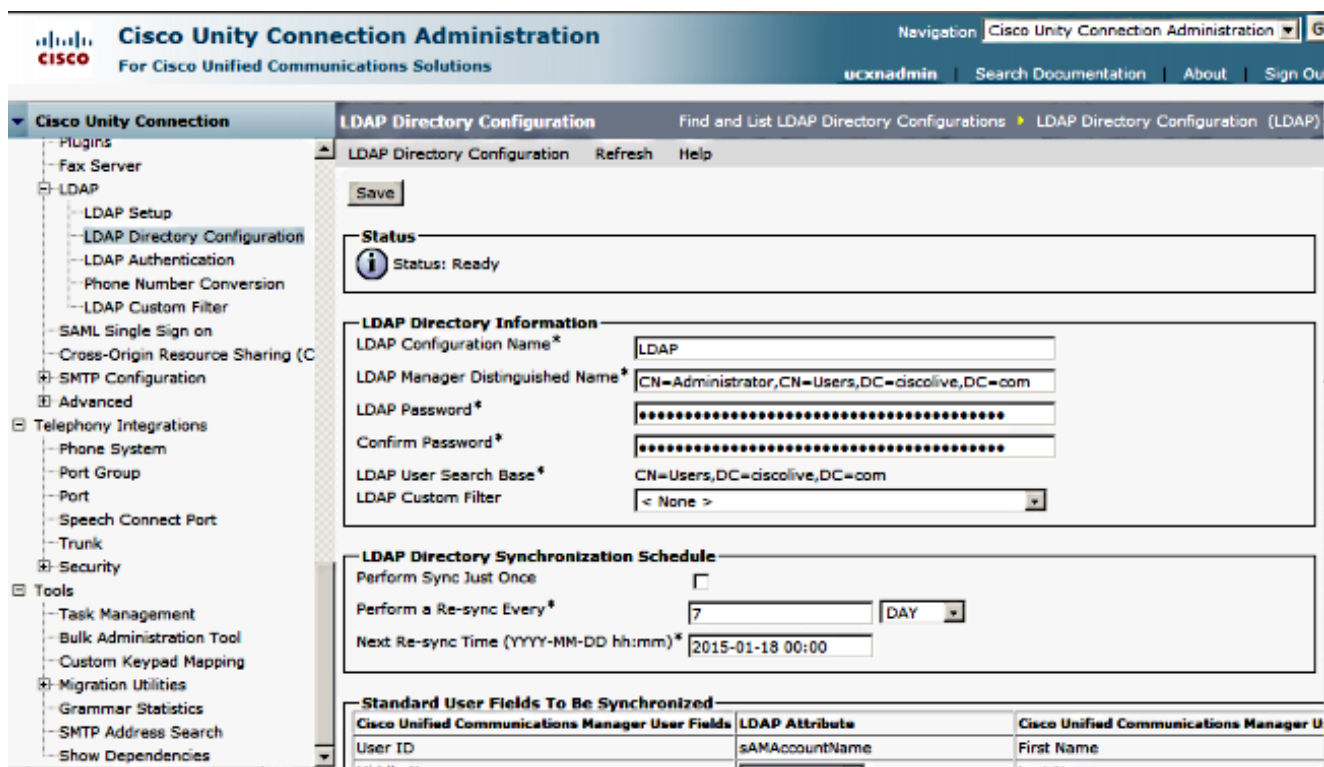 Cisco Unity Connection Administration
Navigation Cisco Unity Connection Administration
CISCO
For Cisco Unified Communications Solutions
ucxnadmin | Search Documentation | About | Sign Ou
Cisco Unity Connection
Plugins
Fax Server
LDAP
LDAP Setup
LDAP Directory Configuration
LDAP Authentication
Phone Number Conversion
LDAP Custom Filter
SAML Single Sign on
Cross-Origin Resource Sharing (C
SMTP Configuration
Advanced
Telephony Integrations
Phone System
Port Group
Port
Speech Connect Port
Trunk
Security
Tools
Task Management
Bulk Administration Tool
Custom Keypad Mapping
Migration Utilities
Grammar Statistics
SMTP Address Search
Show Dependencies
LDAP Directory Configuration
Find and List LDAP Directory Configurations
LDAP Directory Configuration (LDAP)
LDAP Directory Configuration Refresh Help
Save
Status
Status: Ready
LDAP Directory Information
LDAP Configuration Name* LDAP
LDAP Manager Distinguished Name* CN=Administrator,CN=Users,DC=ciscolive,DC=com
LDAP Password*
Confirm Password*
LDAP User Search Base* CN=Users,DC=ciscolive,DC=com
LDAP Custom Filter < None >
LDAP Directory Synchronization Schedule
Perform Sync Just Once
Perform a Re-sync Every* 7 DAY
Next Re-sync Time (YYYY-MM-DD hh:mm)* 2015-01-18 00:00
Standard User Fields To Be Synchronized
Cisco Unified Communications Manager User Fields LDAP Attribute Cisco Unified Communications Manager U
User ID sAMAccountName First Name